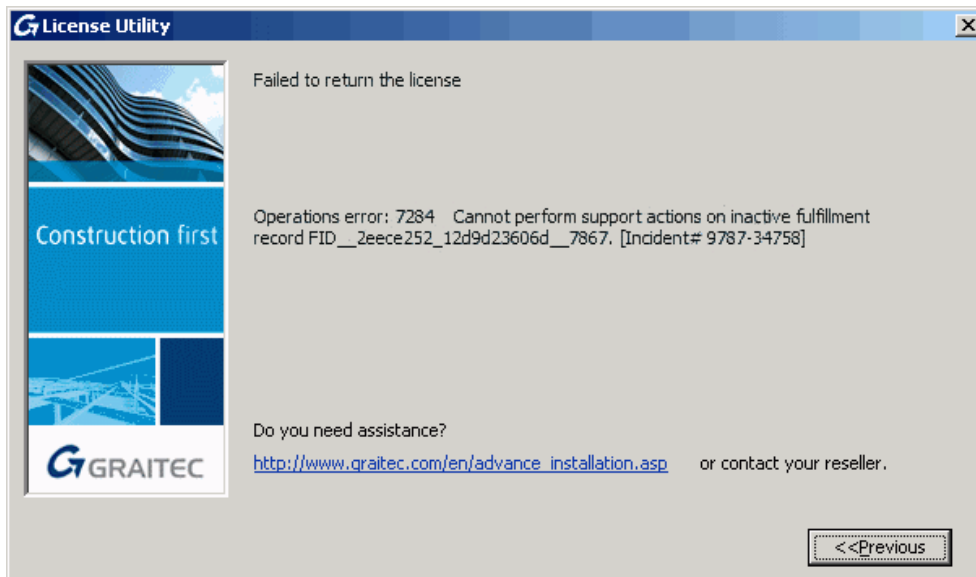 G License Utility
Failed to return the license
Operations error: 7284 Cannot perform support actions on inactive fulfillment
record FID__2eece252_12d9d23606d__7867. [Incident# 9787-34758]
Construction first
Do you need assistance?
http://www.graitec.com/en/advance_installation.asp or contact your reseller.
GRAITEC
<<Previous